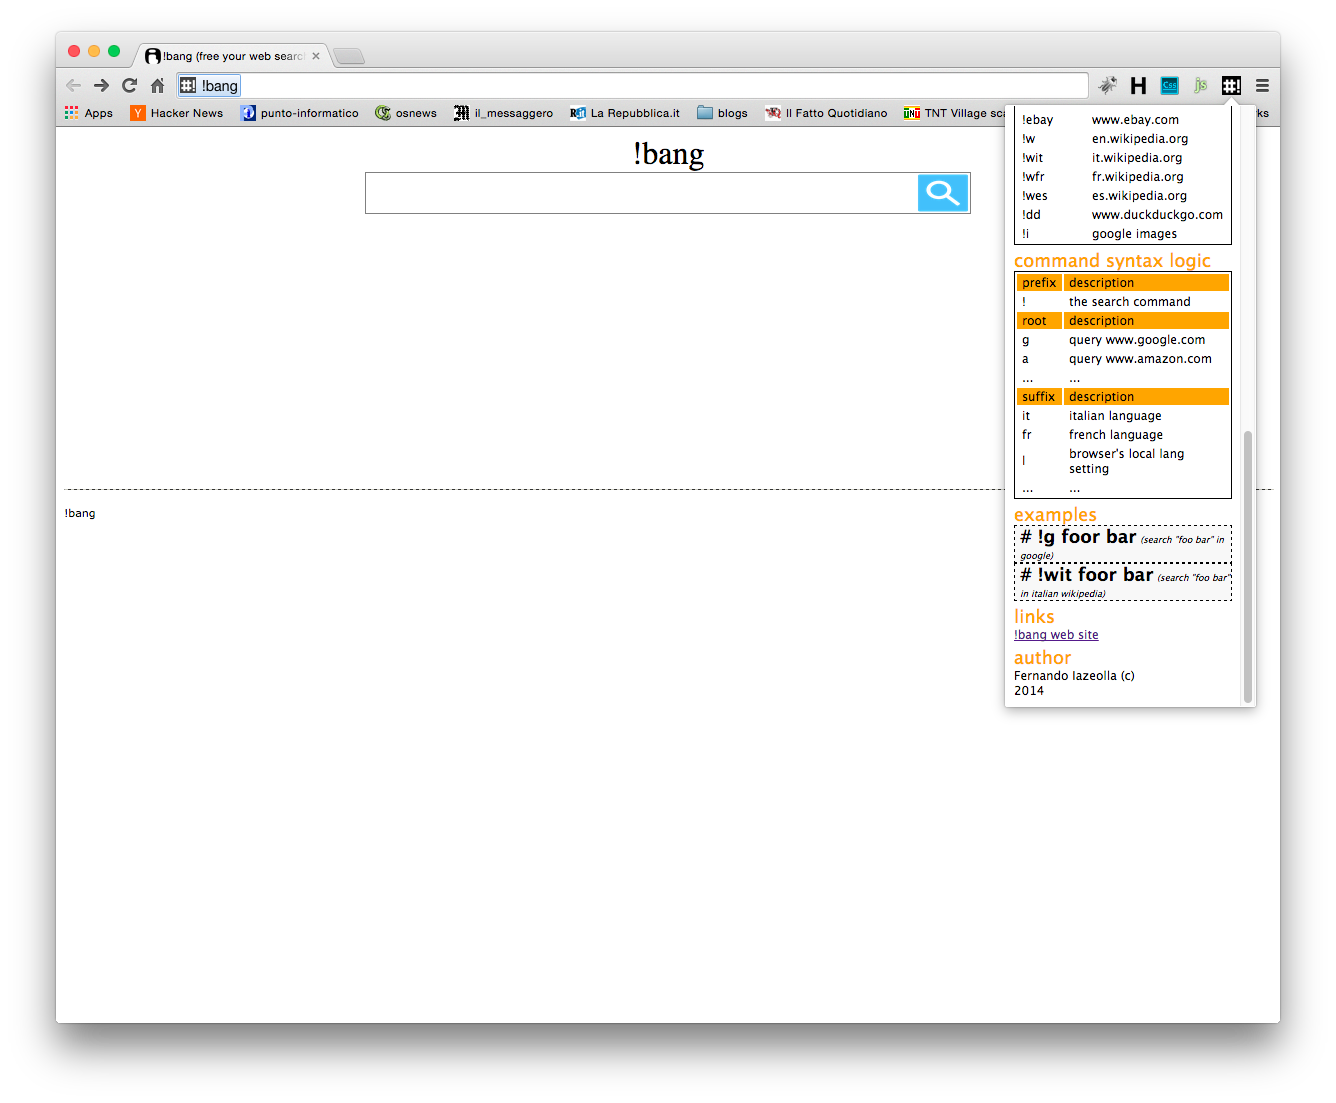 !bang (free your web searc
!bang
Apps
Hacker News
punto-informatico
osnews
il_messaggero
La Repubblica.it
blogs
Il Fatto Quotidiano
TNT Village sca
ks
!bang
!bang
!ebay www.ebay.com
!w en.wikipedia.org
!wit it.wikipedia.org
!wfr fr.wikipedia.org
!wes es.wikipedia.org
!dd www.duckduckgo.com
!i google images
command syntax logic
prefix description
! the search command
root description
g query www.google.com
a query www.amazon.com
... ...
suffix description
it italian language
fr french language
l browser's local lang
setting
... ...
examples
# !g foor bar (search "foo bar" in
google)
# !wit foor bar (search "foo bar"
in italian wikipedia)
links
!bang web site
author
Fernando Iazeolla (c)
2014
H
Css
js
#!